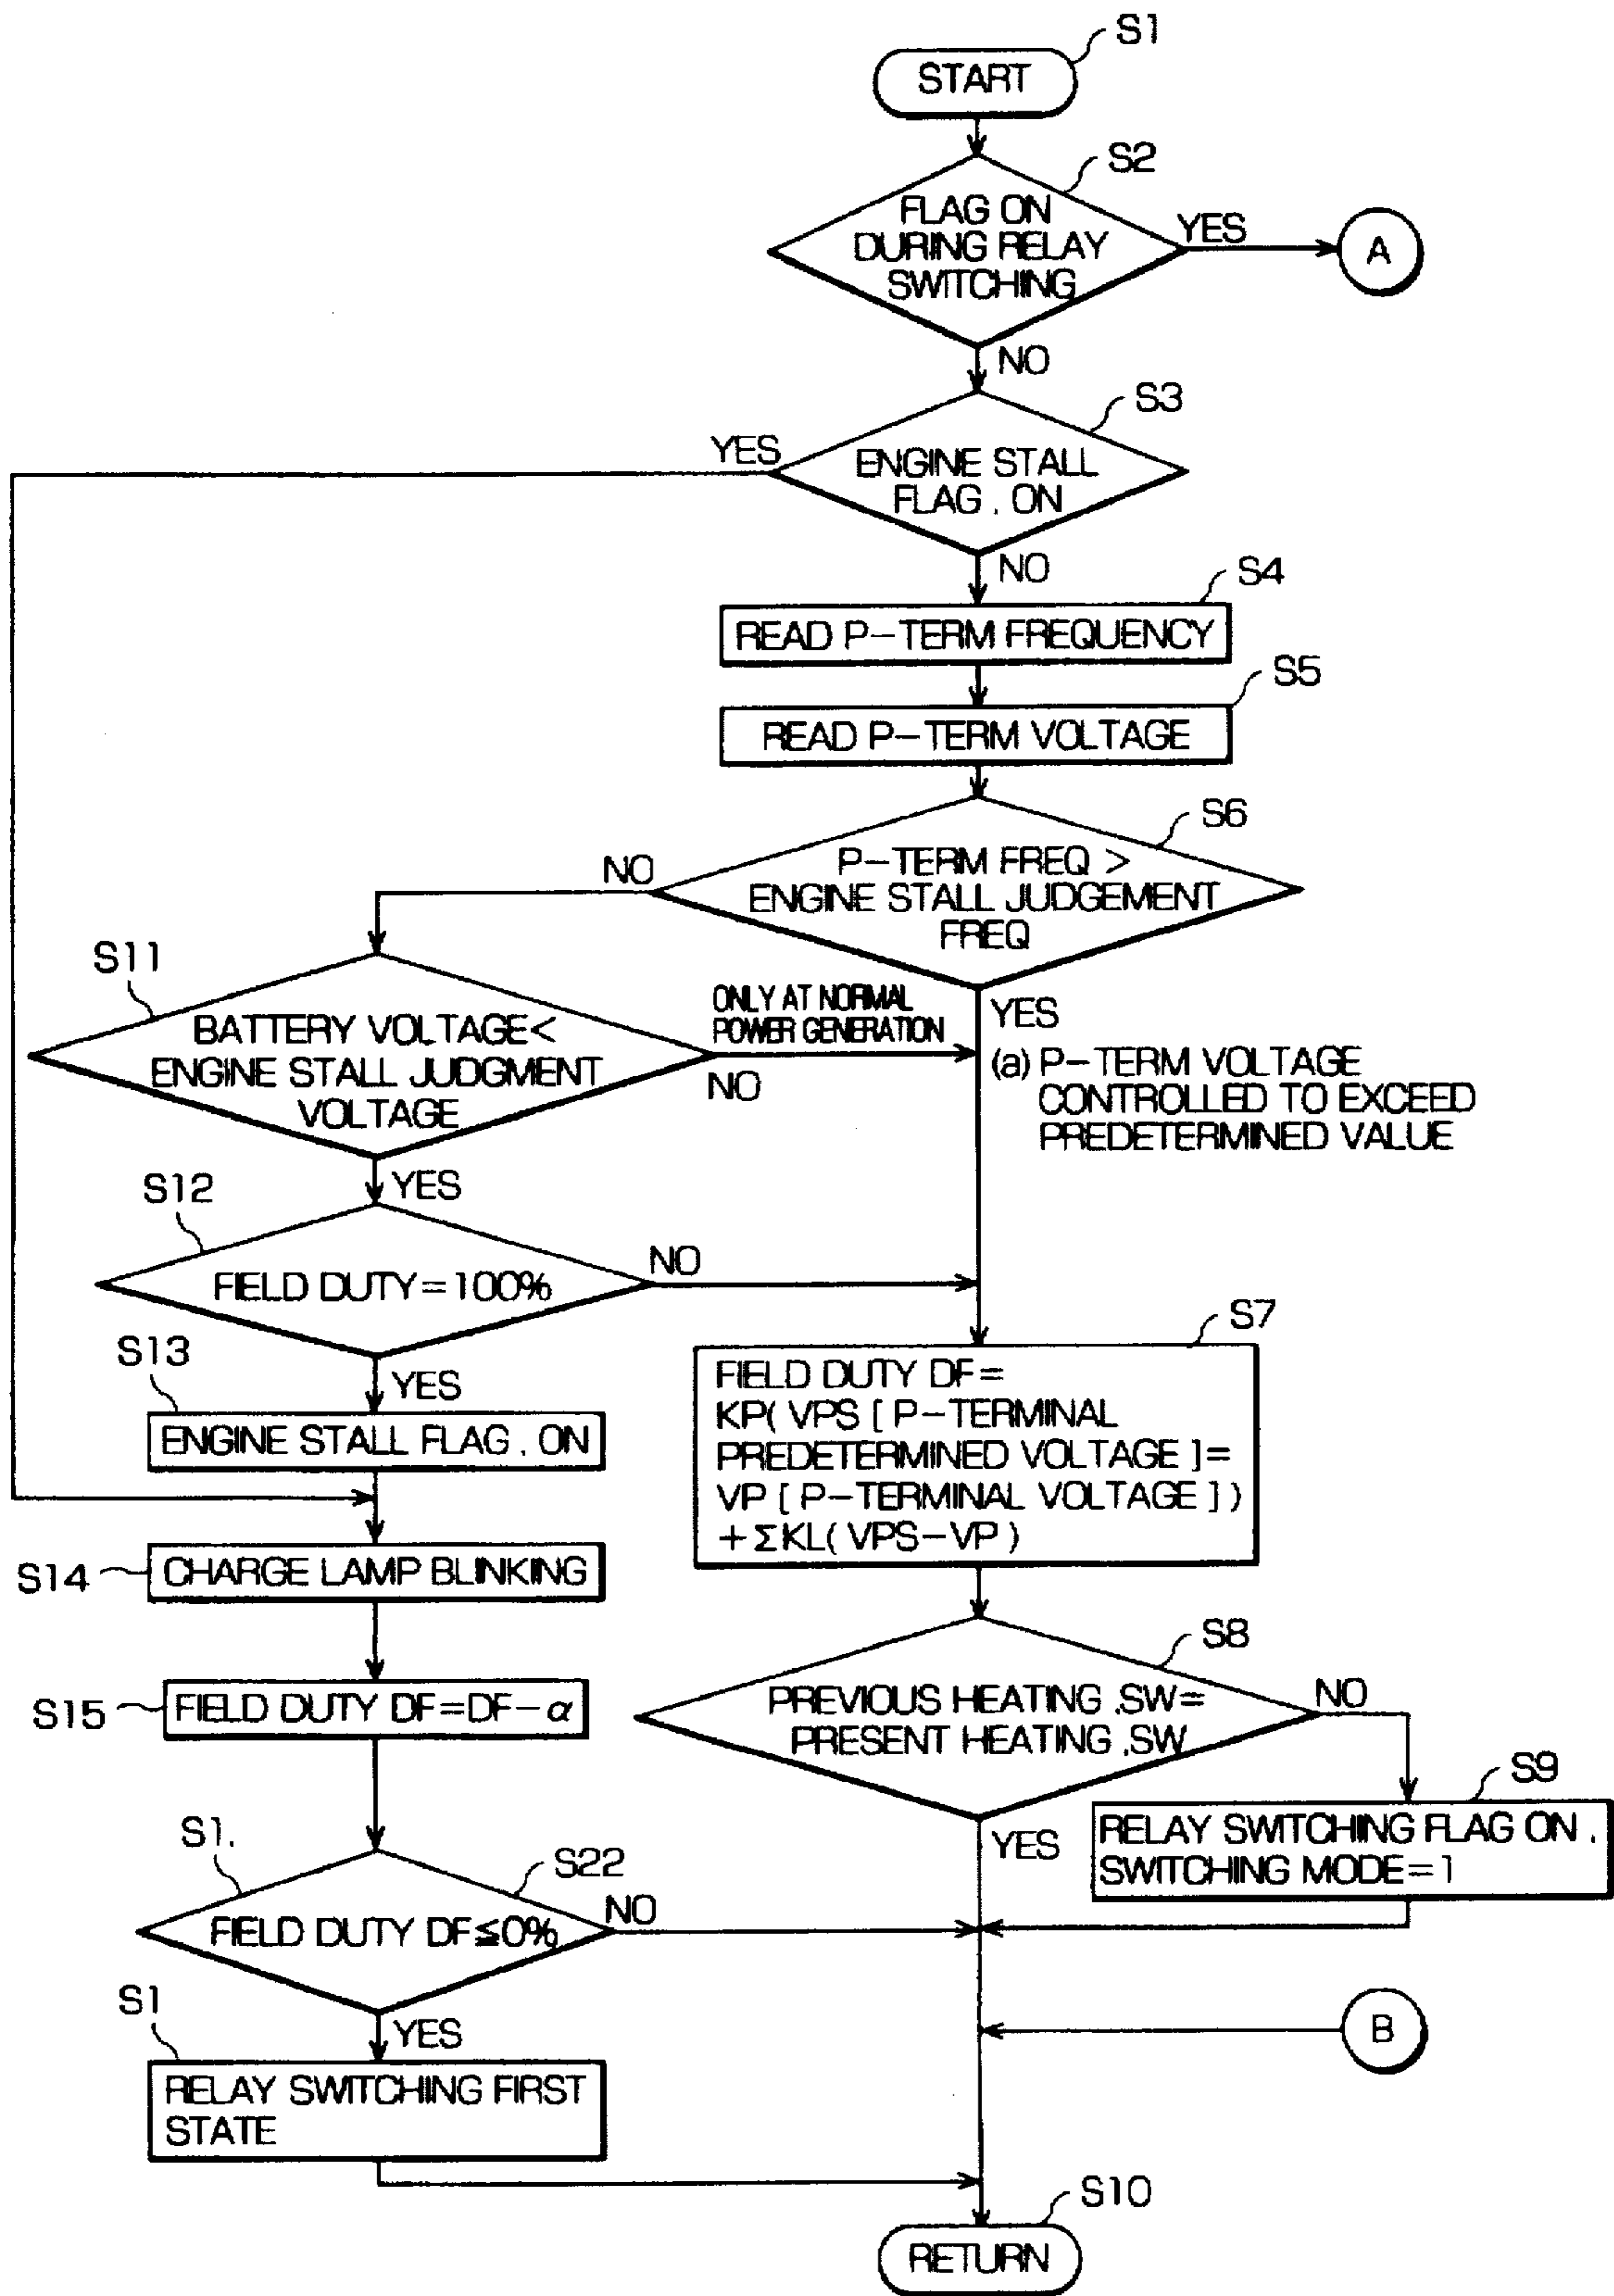 S1
START
S2
FLAG ON
DURING RELAY
SWITCHING
YES
A
NO
S3
YES
ENGINE STALL
FLAG , ON
NO
S4
READ P-TERM FREQUENCY
S5
READ P-TERM VOLTAGE
S6
P-TERM FREQ >
ENGINE STALL JUDGEMENT
FREQ
NO
YES
(a) P-TERM VOLTAGE
CONTROLLED TO EXCEED
PREDETERMINED VALUE
S11
BATTERY VOLTAGE<
ENGINE STALL JUDGMENT
VOLTAGE
ONLY AT NORMAL
POWER GENERATION
NO
YES
S12
FIELD DUTY=100%
NO
YES
S13
ENGINE STALL FLAG , ON
S7
FIELD DUTY DF=
KP( VPS [ P-TERMINAL
PREDETERMINED VOLTAGE ]=
VP [ P-TERMINAL VOLTAGE ])
+ΣKL( VPS-VP )
S14
CHARGE LAMP BLINKING
S15
FIELD DUTY DF=DF-α
S8
PREVIOUS HEATING ,SW=
PRESENT HEATING ,SW
NO
YES
S9
RELAY SWITCHING FLAG ON ,
SWITCHING MODE=1
S1.
S22
FIELD DUTY DF≦0%
NO
YES
B
S1
RELAY SWITCHING FIRST
STATE
S10
RETURN